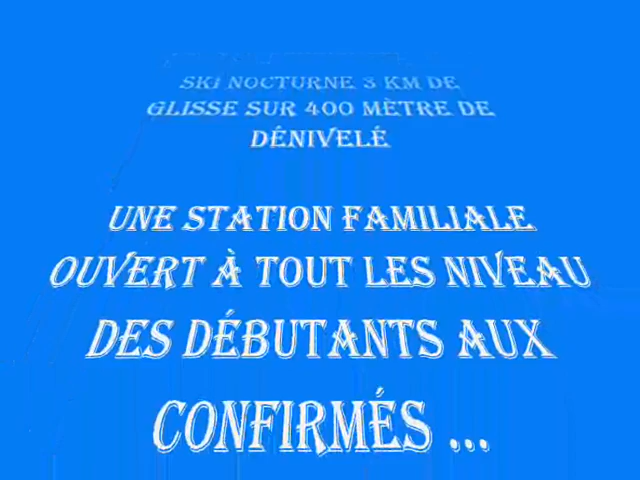 SKI NOCTURNE 3 KM DE
GLISSE SUR 400 MÈTRE DE
DÉNIVELÉ
UNE STATION FAMILIALE
OUVERT À TOUT LES NIVEAU
DES DÉBUTANTS AUX
CONFIRMÉS ...